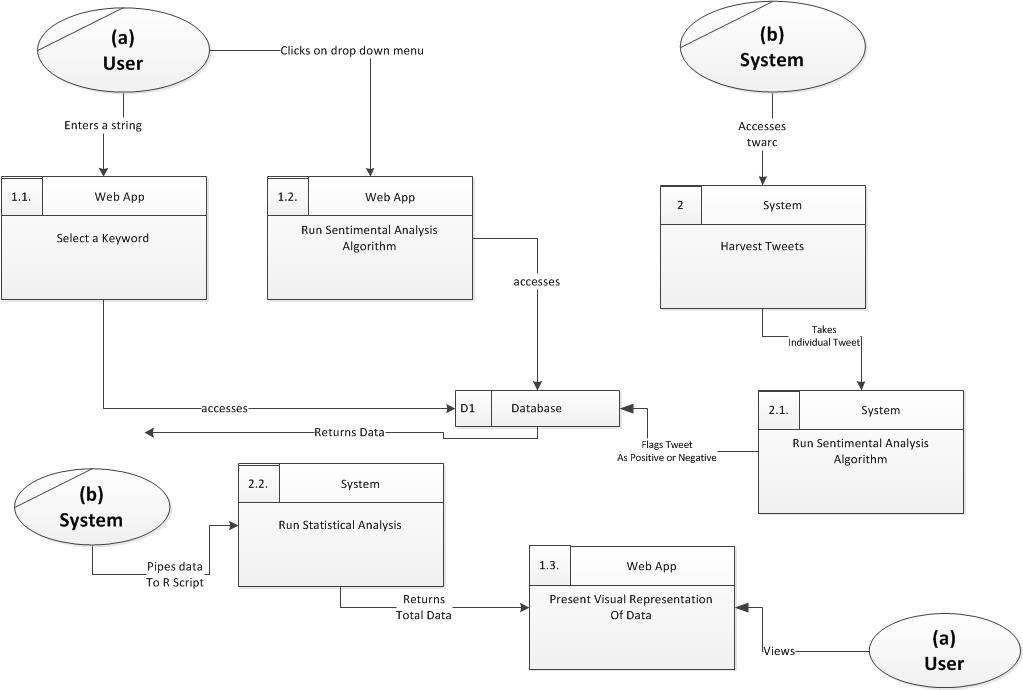 (a)
User
Clicks on drop down menu
(b)
System
Enters a string
Accesses
twarc
1.1.
Web App
Select a Keyword
1.2.
Web App
Run Sentimental Analysis
Algorithm
2
System
Harvest Tweets
accesses
Takes
Individual Tweet
accesses
D1
Database
Returns Data
Flags Tweet
As Positive or Negative
2.1.
System
Run Sentimental Analysis
Algorithm
(b)
System
Pipes data
To R Script
2.2.
System
Run Statistical Analysis
Returns
Total Data
1.3.
Web App
Present Visual Representation
Of Data
Views
(a)
User